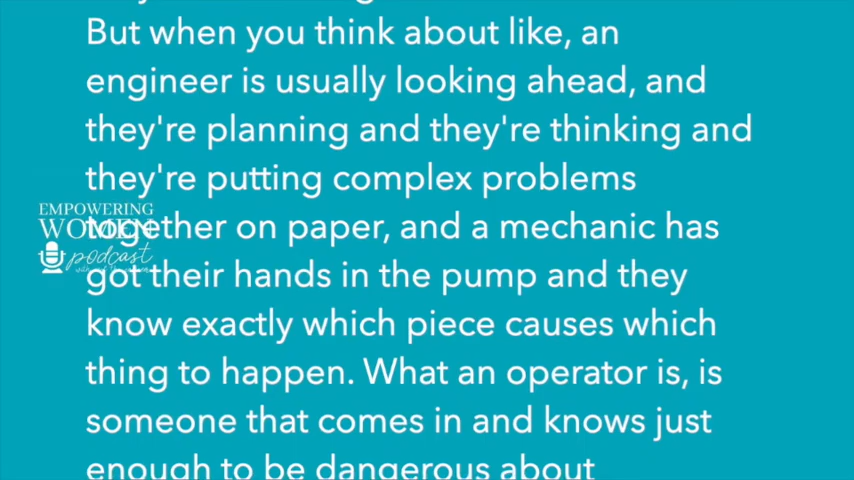 But when you think about like, an
engineer is usually looking ahead, and
they're planning and they're thinking and
they're putting complex problems
together on paper, and a mechanic has
got their hands in the pump and they
know exactly which piece causes which
thing to happen. What an operator is, is
someone that comes in and knows just
enough to be dangerous about
EMPOWERING
WOMEN
podcast